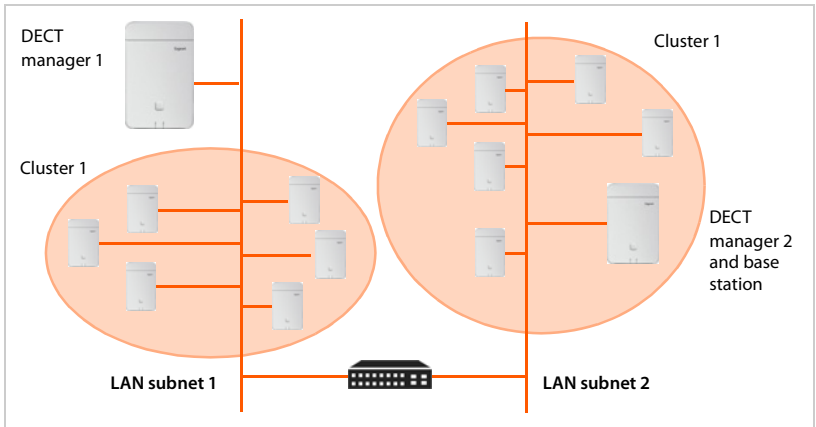 DECT
manager 1
Cluster 1
Cluster 1
DECT
manager 2
and base
station
LAN subnet 1
LAN subnet 2